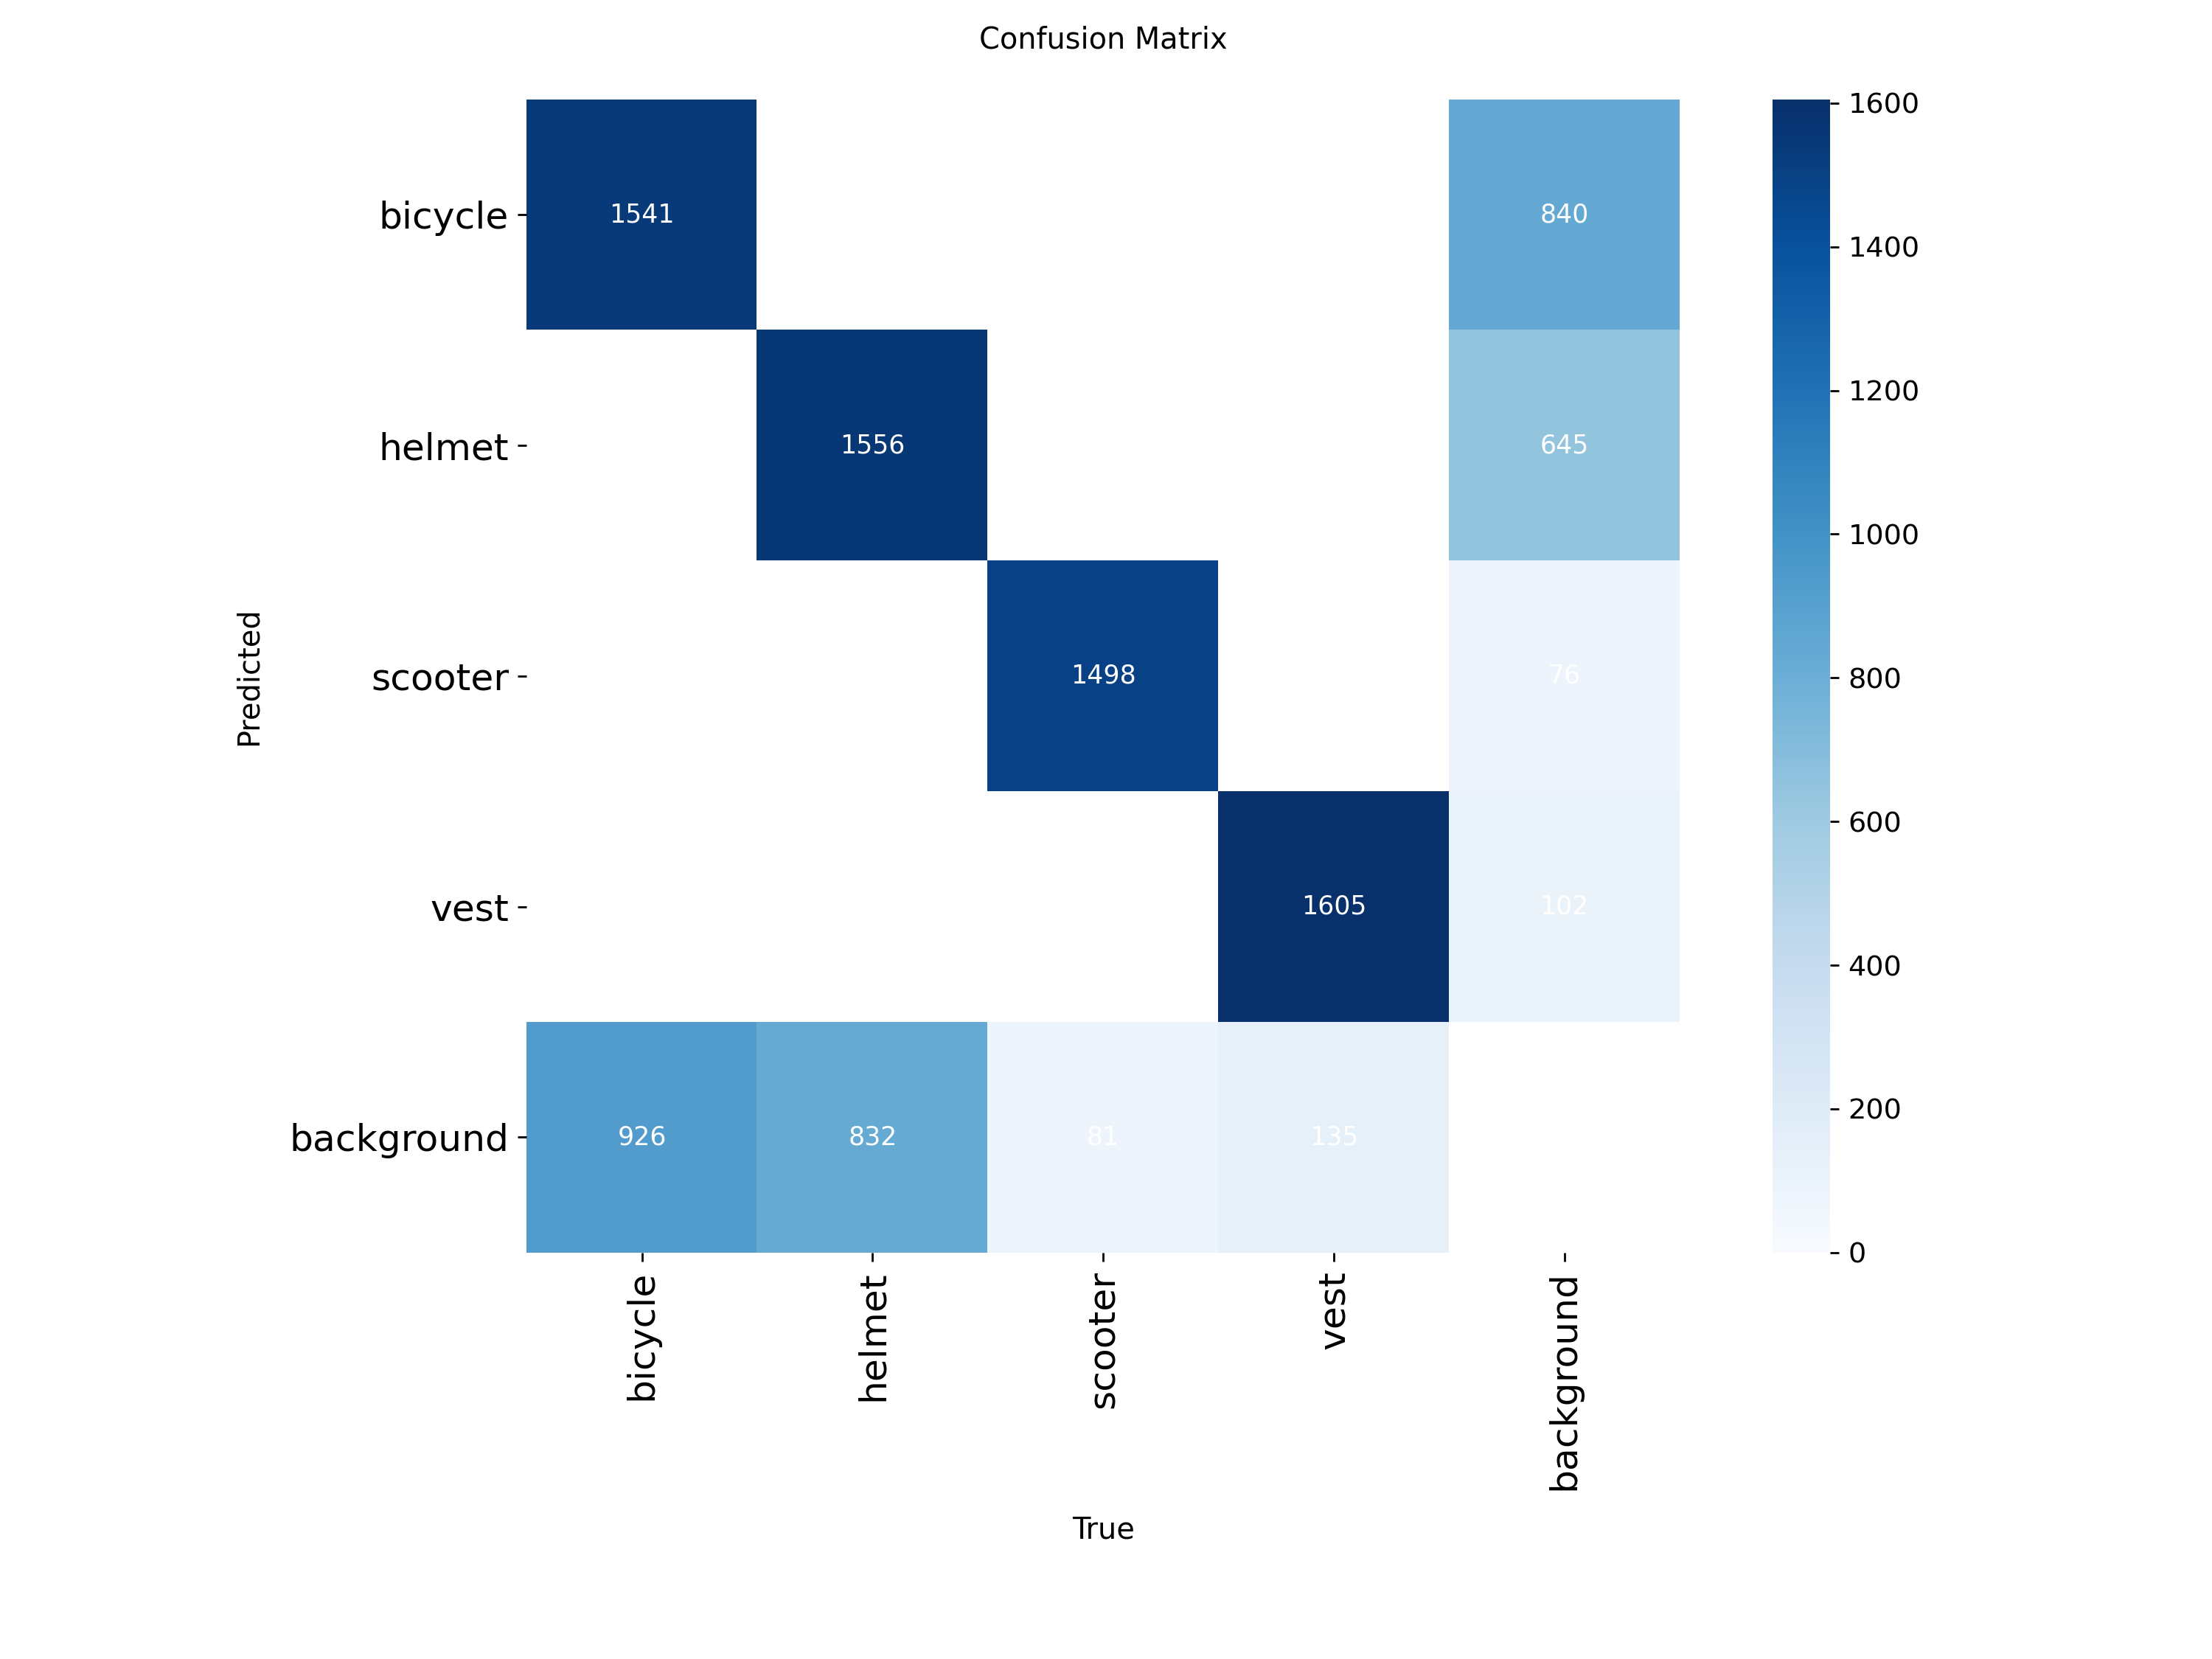 Confusion Matrix
bicycle 1541 840
helmet 1556 645
scooter 1498 76
vest 1605 102
background 926 832 81 135
Predicted
bicycle helmet scooter vest background
True
1600
1400
1200
1000
800
600
400
200
0